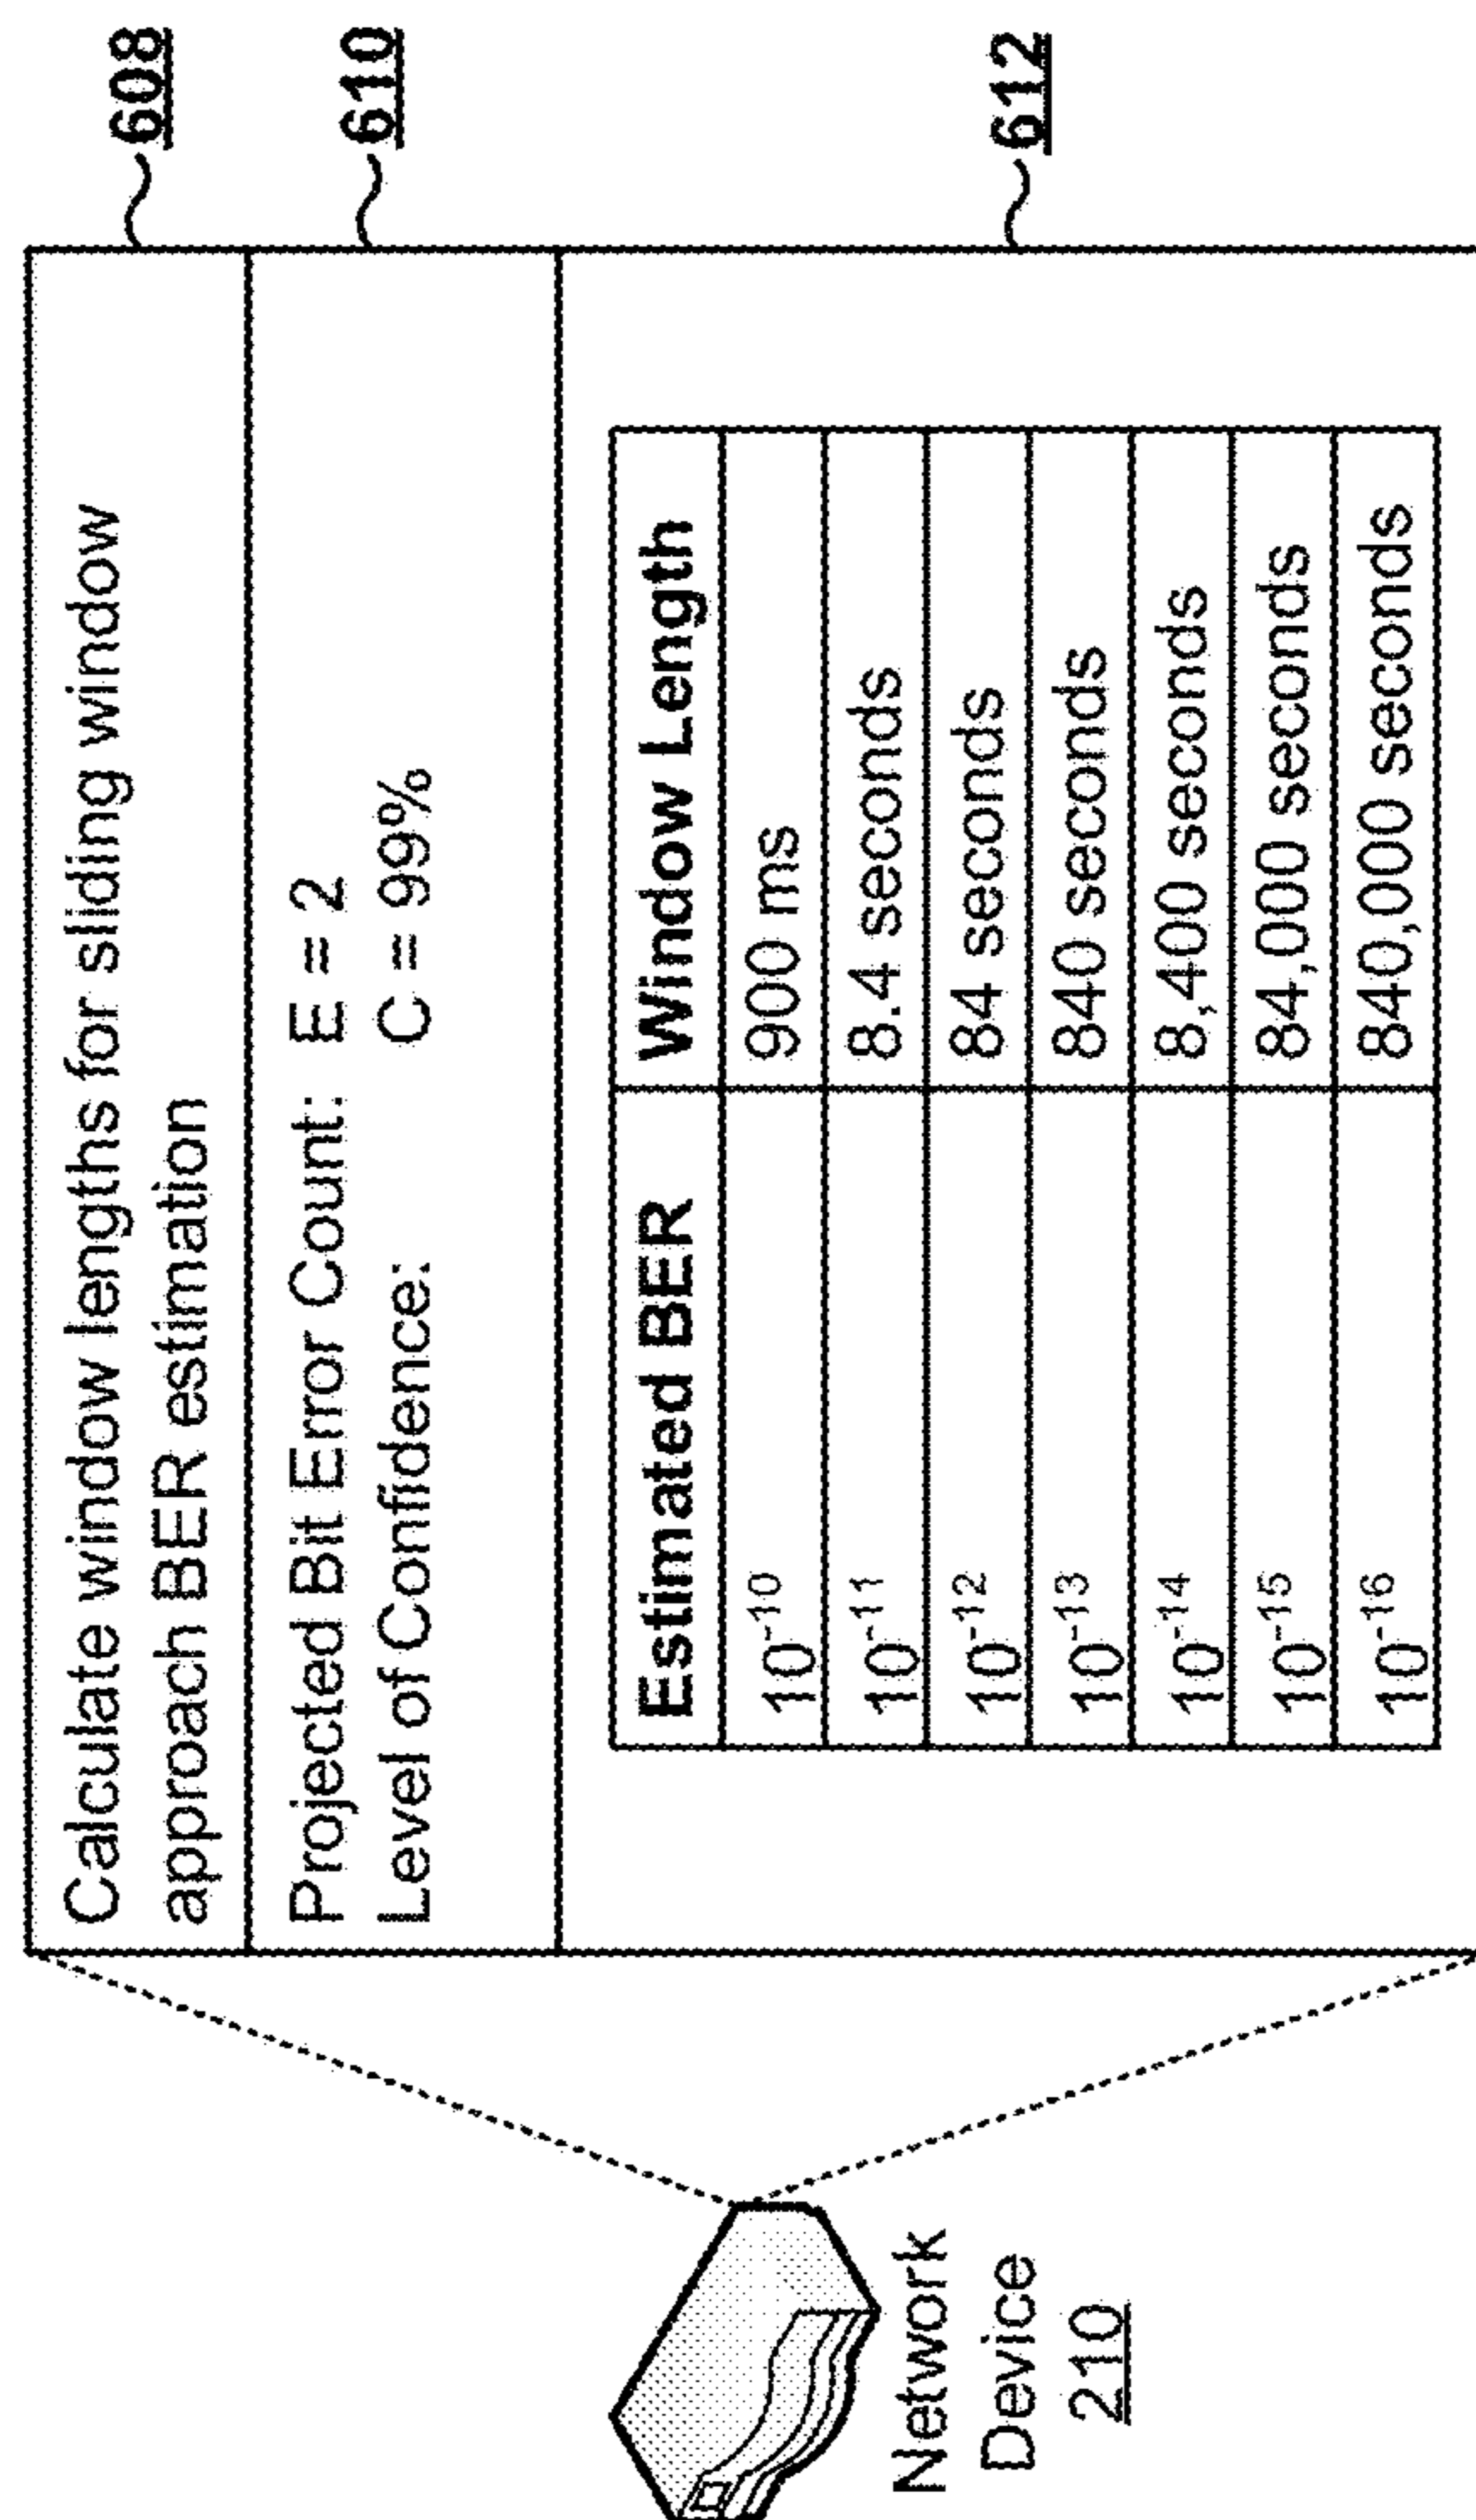 Calculate window lengths for sliding window
approach BER estimation
608
Projected Bit Error Count: E = 2
Level of Confidence: C = 99%
610
Estimated BER Window Length
10⁻¹⁰ 900 ms
10⁻¹¹ 8.4 seconds
10⁻¹² 84 seconds
10⁻¹³ 840 seconds
10⁻¹⁴ 8,400 seconds
10⁻¹⁵ 84,000 seconds
10⁻¹⁶ 840,000 seconds
612
Network
Device
210